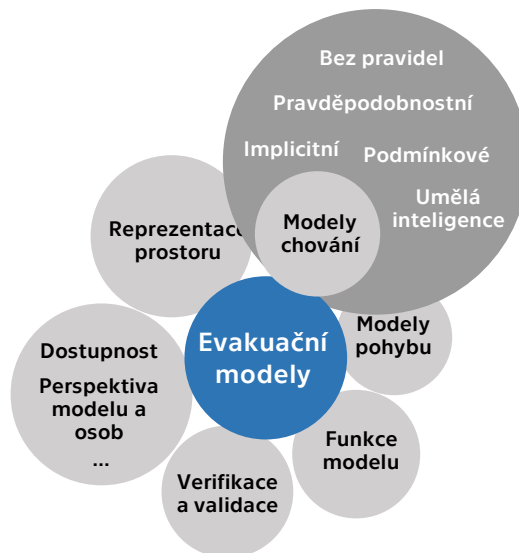 Bez pravidel
Pravděpodobnostní
Implicitní
Podmínkové
Umělá
inteligence
Modely
chování
Reprezentace
prostoru
Evakuační
modely
Modely
pohybu
Dostupnost
Perspektiva
modelu a
osob
...
Funkce
modelu
Verifikace
a validace